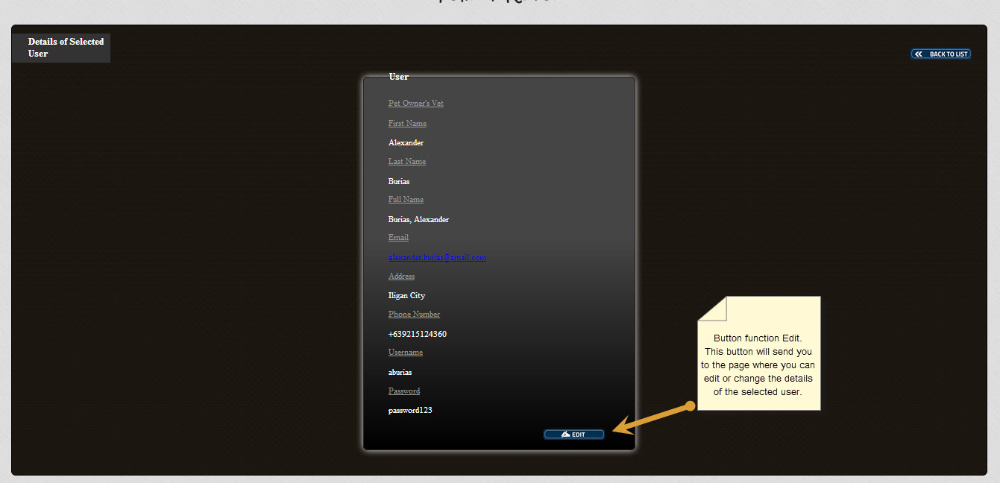 Details of Selected
User
BACK TO LIST
User
Pet Owner's Vet
First Name
Alexander
Last Name
Burias
Full Name
Burias, Alexander
Email
alexander.burias@gmail.com
Address
Iligan City
Phone Number
+639215124360
Username
aburias
Password
password123
EDIT
Button function Edit.
This button will send you
to the page where you can
edit or change the details
of the selected user.